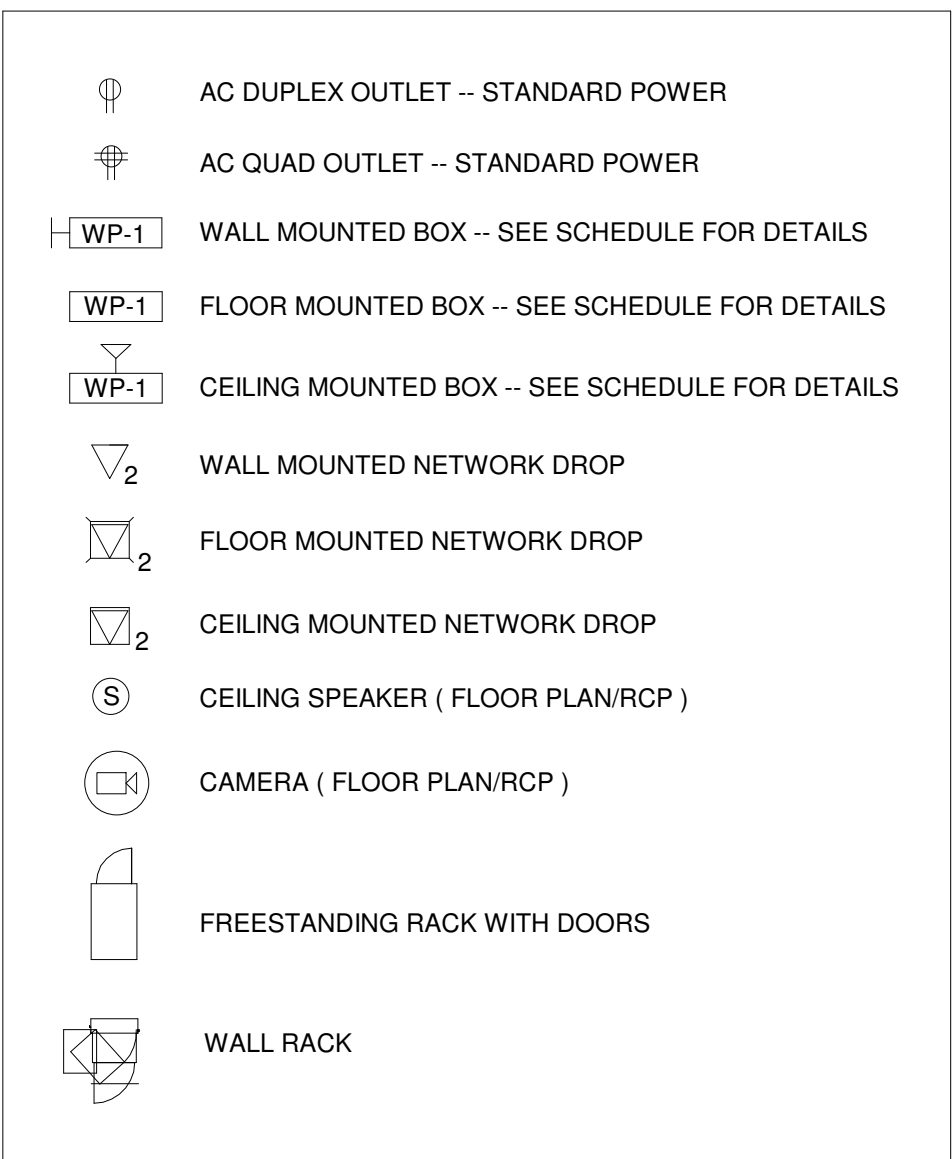 AC DUPLEX OUTLET -- STANDARD POWER
AC QUAD OUTLET -- STANDARD POWER
WP-1 WALL MOUNTED BOX -- SEE SCHEDULE FOR DETAILS
WP-1 FLOOR MOUNTED BOX -- SEE SCHEDULE FOR DETAILS
WP-1 CEILING MOUNTED BOX -- SEE SCHEDULE FOR DETAILS
2 WALL MOUNTED NETWORK DROP
2 FLOOR MOUNTED NETWORK DROP
2 CEILING MOUNTED NETWORK DROP
S CEILING SPEAKER ( FLOOR PLAN/RCP )
CAMERA ( FLOOR PLAN/RCP )
FREESTANDING RACK WITH DOORS
WALL RACK